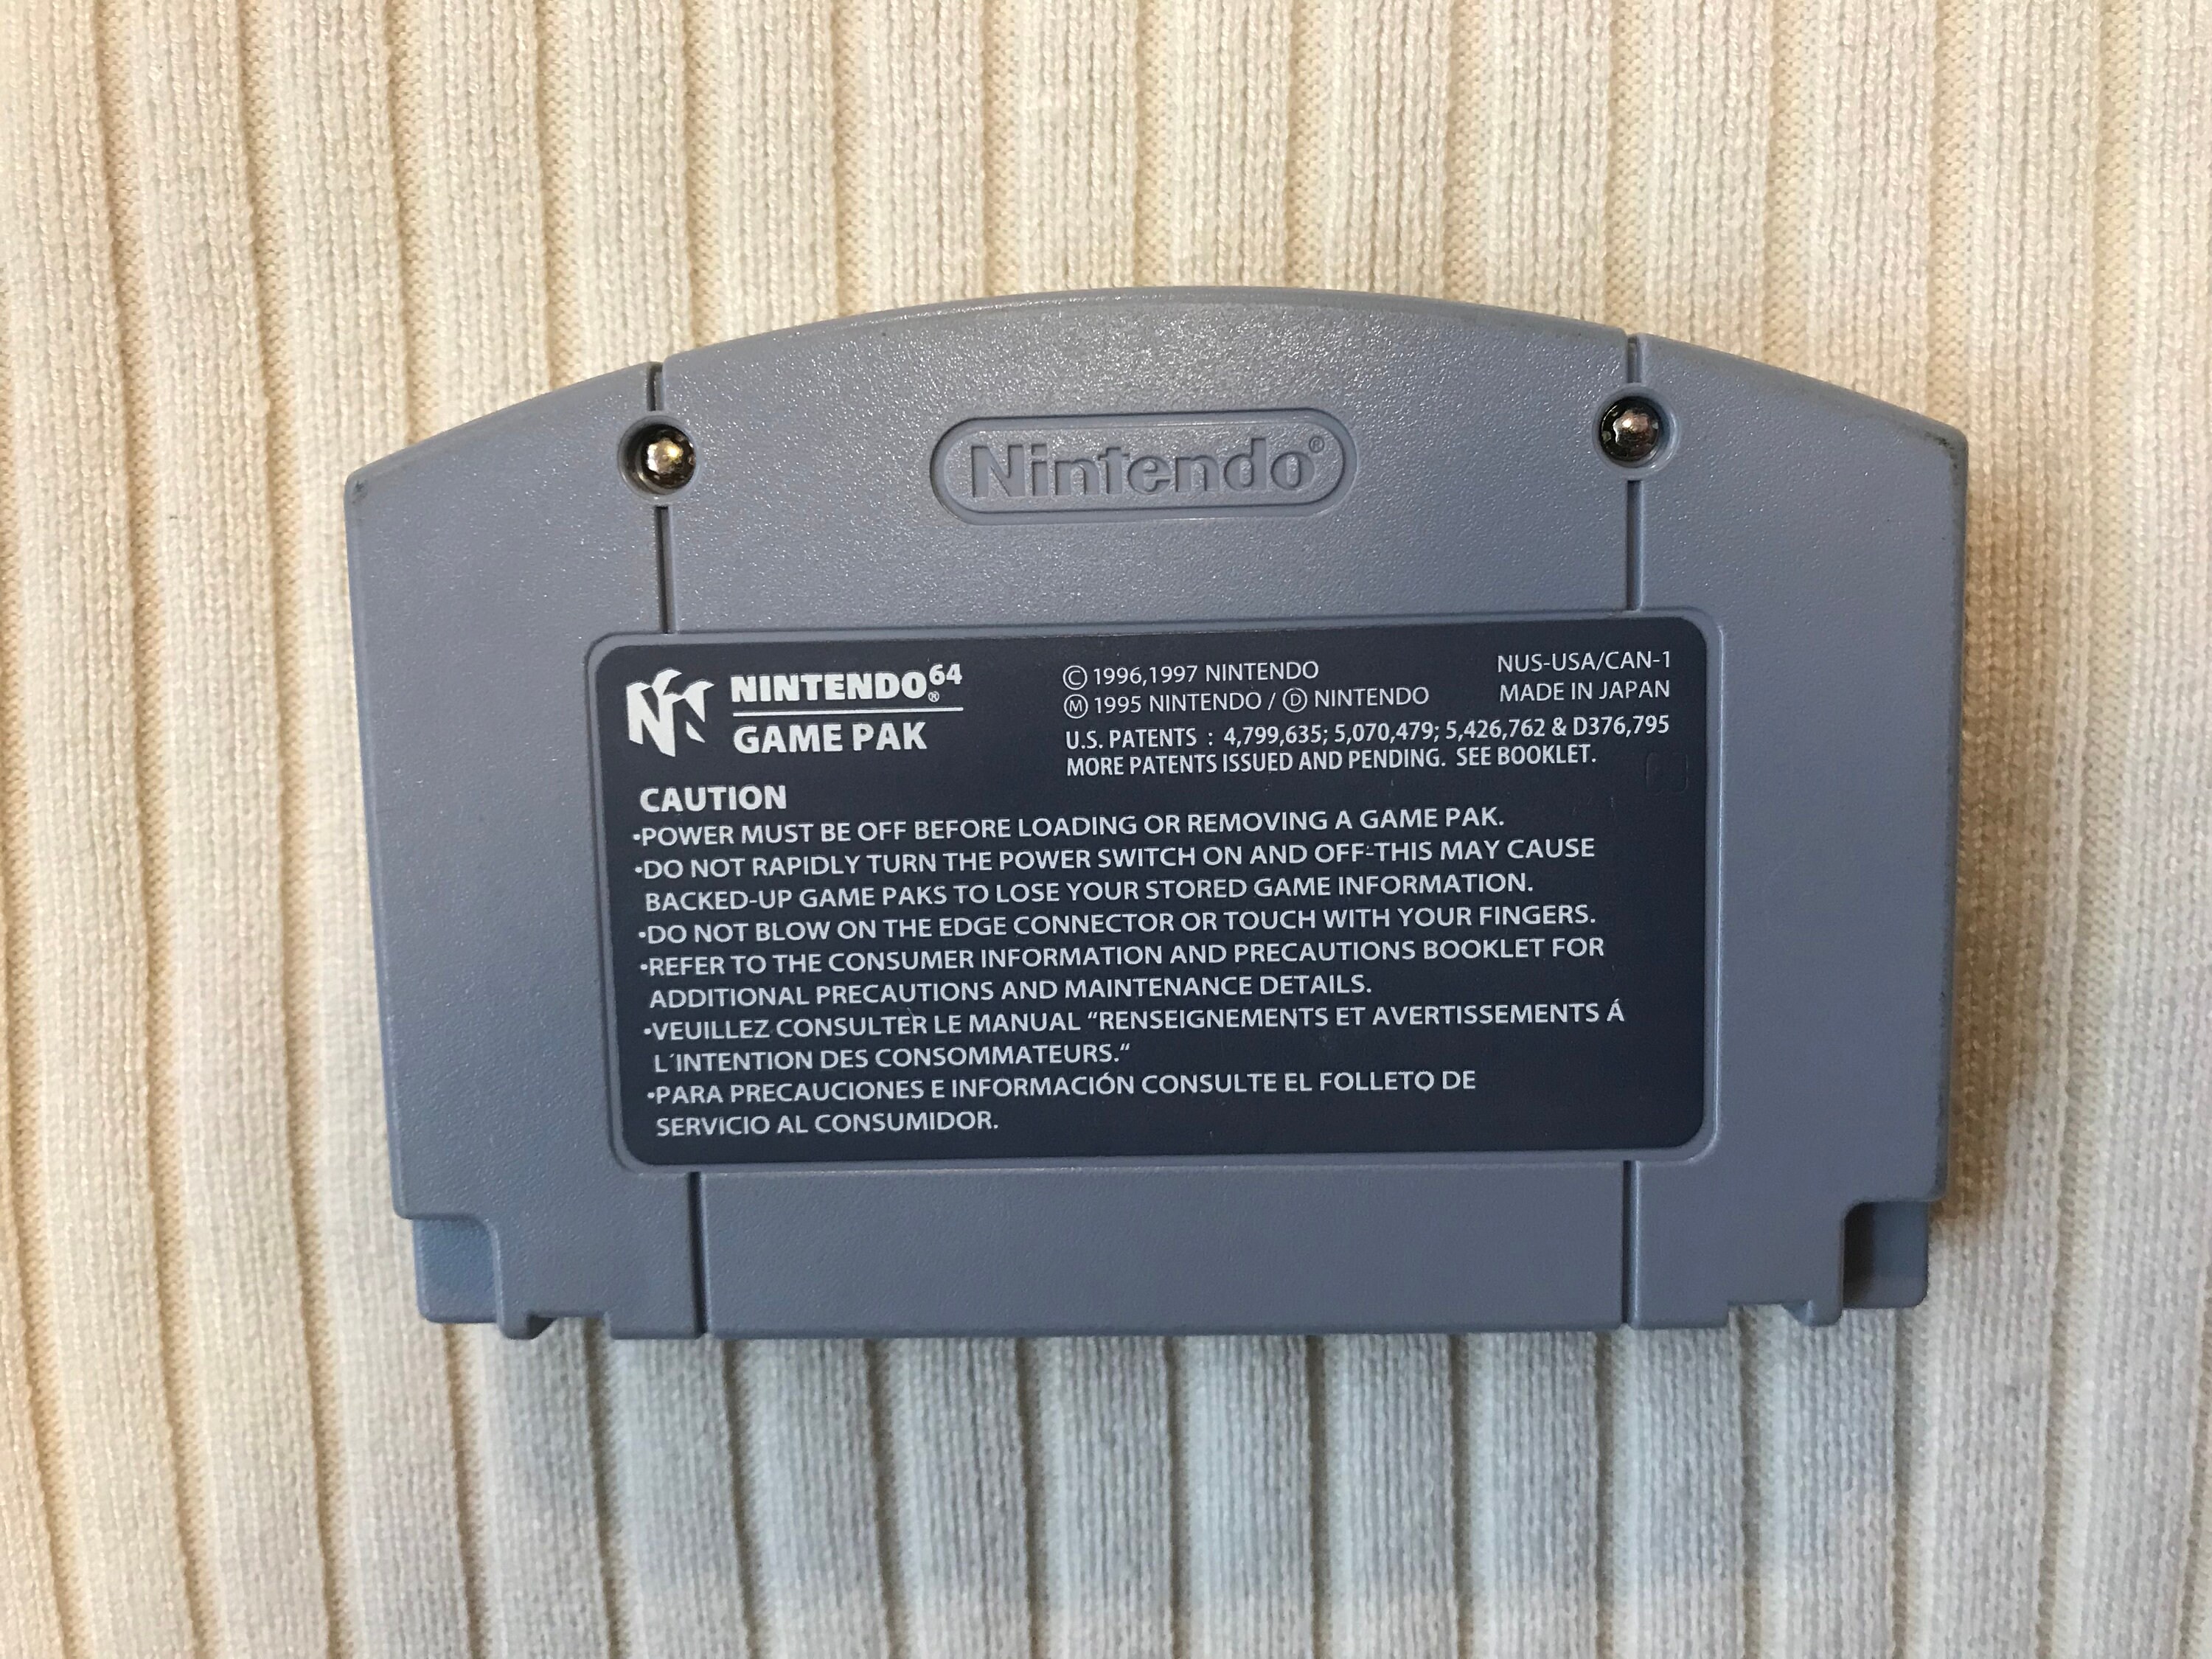 Nintendo®
NINTENDO®64
GAME PAK
© 1996,1997 NINTENDO
Ⓜ 1995 NINTENDO / Ⓓ NINTENDO
NUS-USA/CAN-1
MADE IN JAPAN
U.S. PATENTS : 4,799,635; 5,070,479; 5,426,762 & D376,795
MORE PATENTS ISSUED AND PENDING. SEE BOOKLET.
CAUTION
•POWER MUST BE OFF BEFORE LOADING OR REMOVING A GAME PAK.
•DO NOT RAPIDLY TURN THE POWER SWITCH ON AND OFF-THIS MAY CAUSE
BACKED-UP GAME PAKS TO LOSE YOUR STORED GAME INFORMATION.
•DO NOT BLOW ON THE EDGE CONNECTOR OR TOUCH WITH YOUR FINGERS.
•REFER TO THE CONSUMER INFORMATION AND PRECAUTIONS BOOKLET FOR
ADDITIONAL PRECAUTIONS AND MAINTENANCE DETAILS.
•VEUILLEZ CONSULTER LE MANUAL “RENSEIGNEMENTS ET AVERTISSEMENTS Á
L´INTENTION DES CONSOMMATEURS.“
•PARA PRECAUCIONES E INFORMACIÓN CONSULTE EL FOLLETO DE
SERVICIO AL CONSUMIDOR.